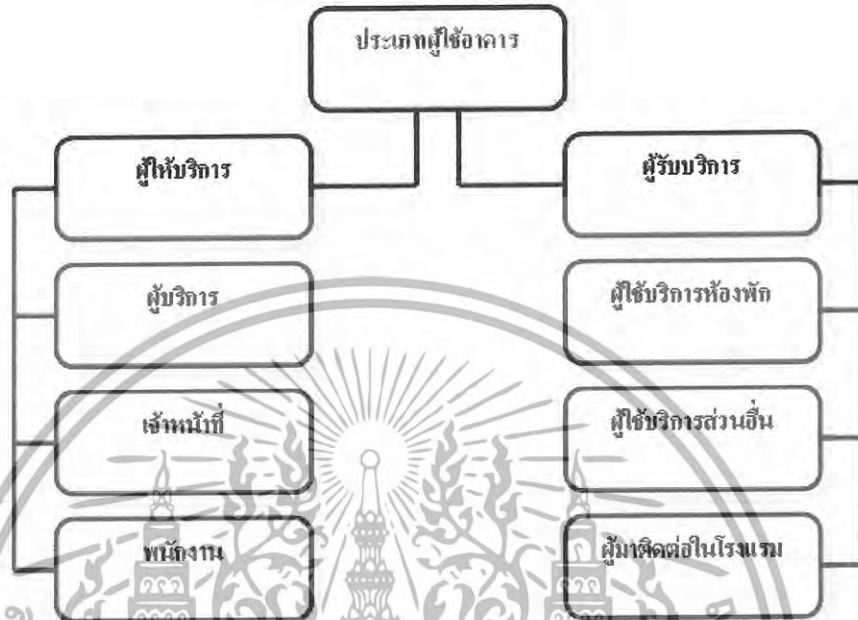 ประเภทผู้ใช้อาคาร
ผู้ให้บริการ
ผู้รับบริการ
ผู้บริการ
ผู้ใช้บริการห้องพัก
เจ้าหน้าที่
ผู้ใช้บริการส่วนอื่น
พนักงาน
ผู้มาติดต่อในโรงแรม